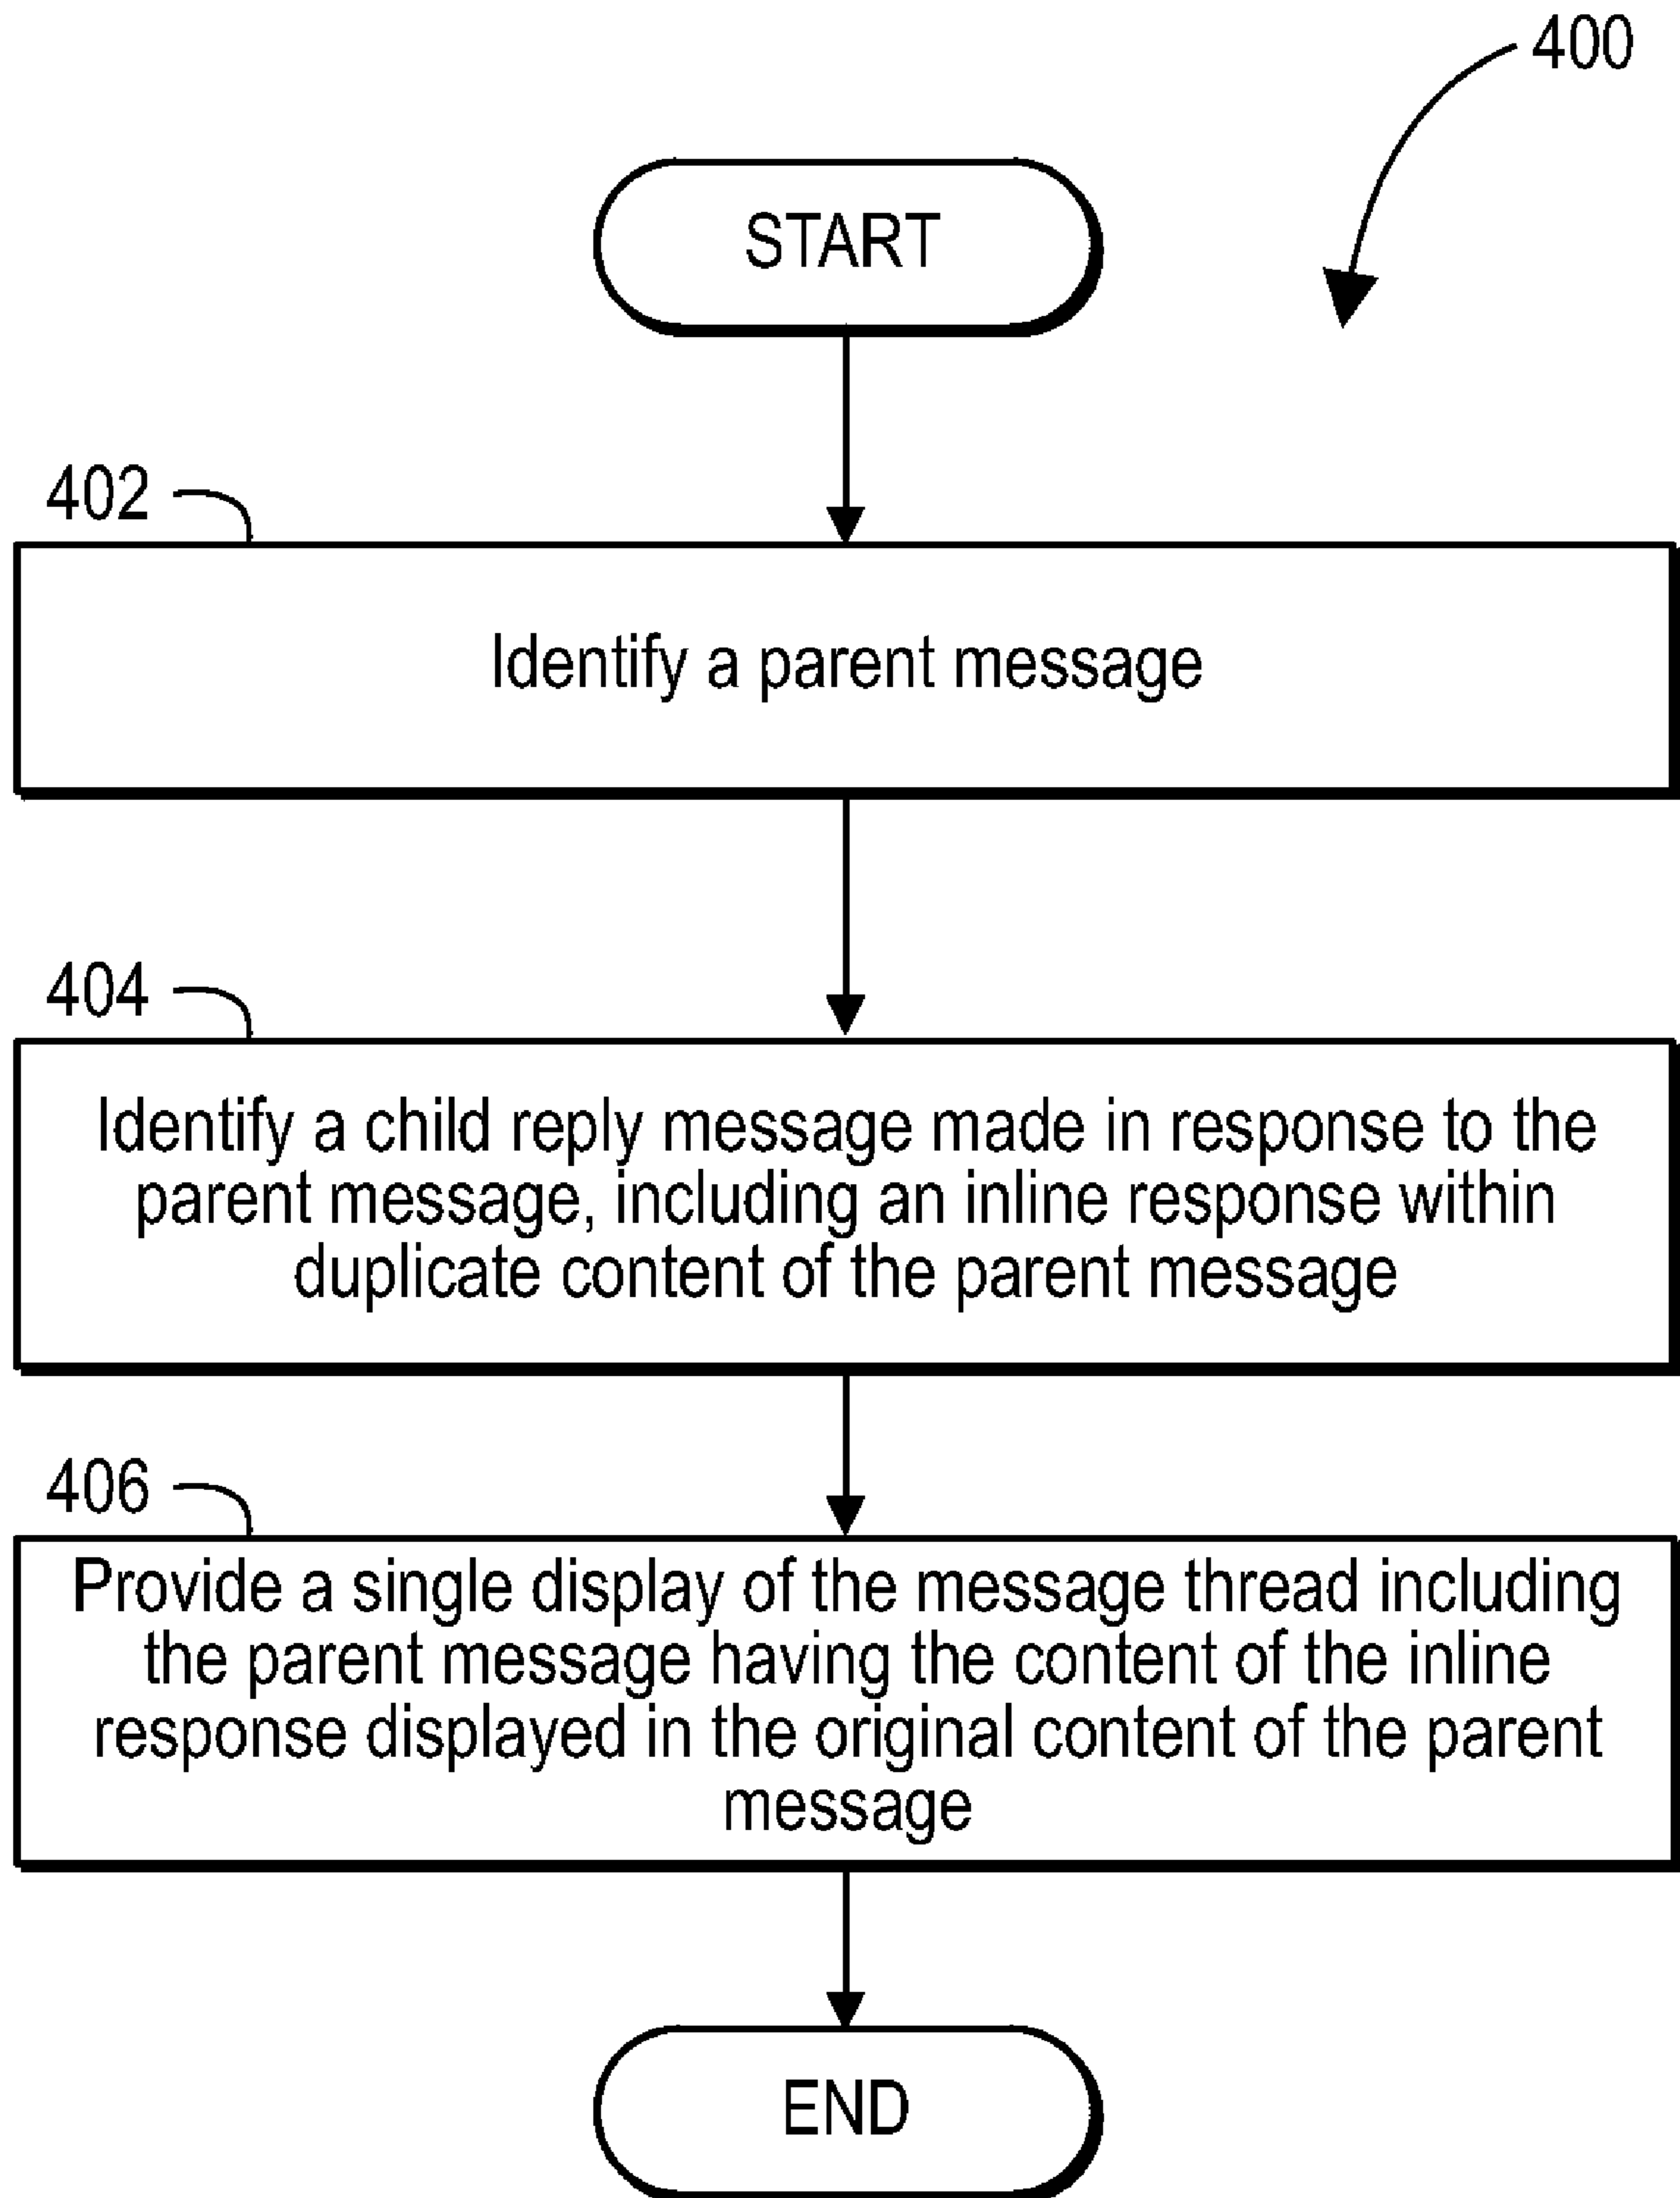 400
START
402
Identify a parent message
404
Identify a child reply message made in response to the
parent message, including an inline response within
duplicate content of the parent message
406
Provide a single display of the message thread including
the parent message having the content of the inline
response displayed in the original content of the parent
message
END